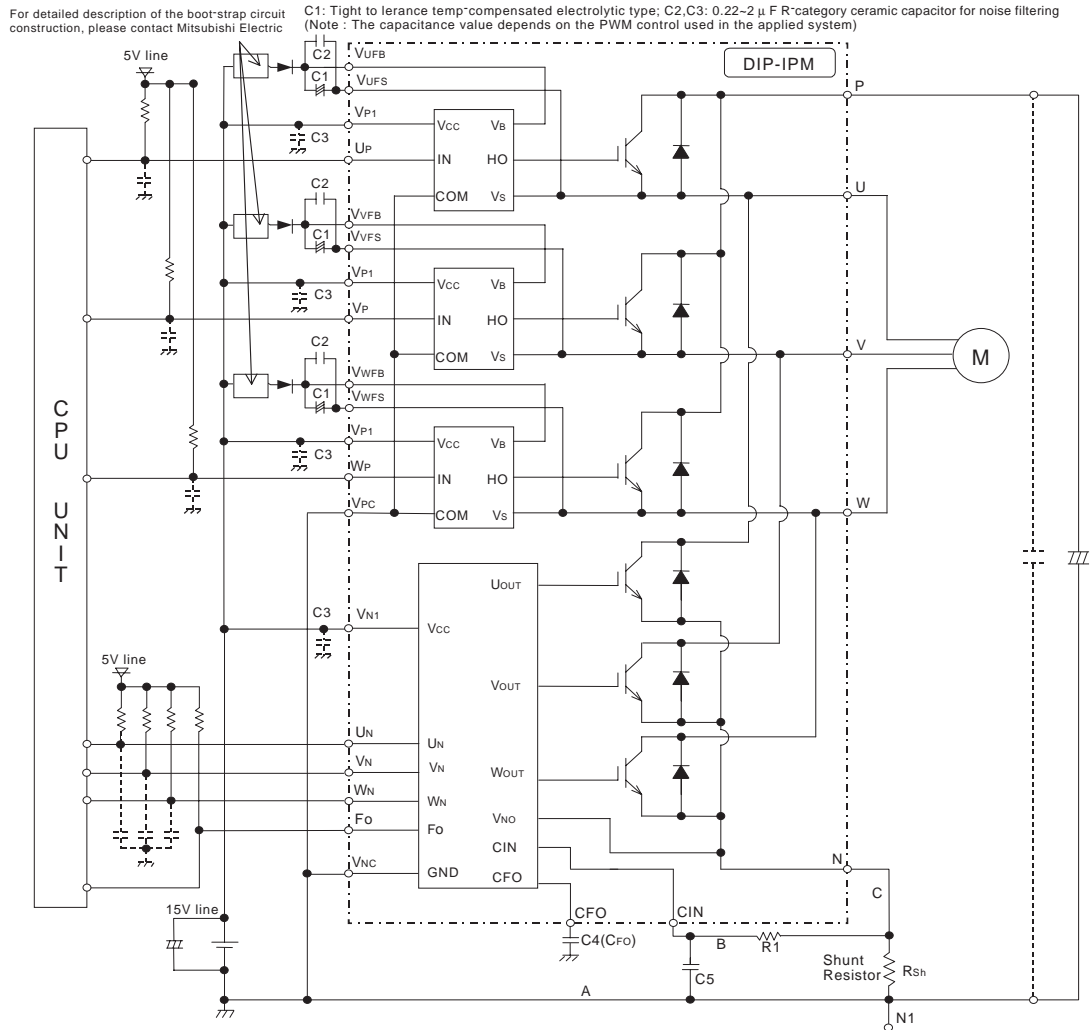 For detailed description of the boot-strap circuit
construction, please contact Mitsubishi Electric
C1: Tight to lerance temp-compensated electrolytic type; C2,C3: 0.22~2 μ F R-category ceramic capacitor for noise filtering
(Note : The capacitance value depends on the PWM control used in the applied system)
5V line
C2
VUFB
C1
VUFS
DIP-IPM
P
VP1
C3
VCC
VB
UP
IN
HO
COM
VS
U
C2
VVFB
C1
VVFS
VP1
C3
VCC
VB
VP
IN
HO
COM
VS
V
M
C2
VWFB
C1
VWFS
VP1
C3
VCC
VB
WP
IN
HO
VPC
COM
VS
W
CPU UNIT
UOUT
C3
VN1
VCC
5V line
VOUT
UN
UN
VN
VN
WOUT
WN
WN
VNO
Fo
Fo
CIN
VNC
GND
N
CFO
C
15V line
CFO
CIN
C4(CFO)
B
R1
C5
Shunt
Resistor
RSh
A
N1